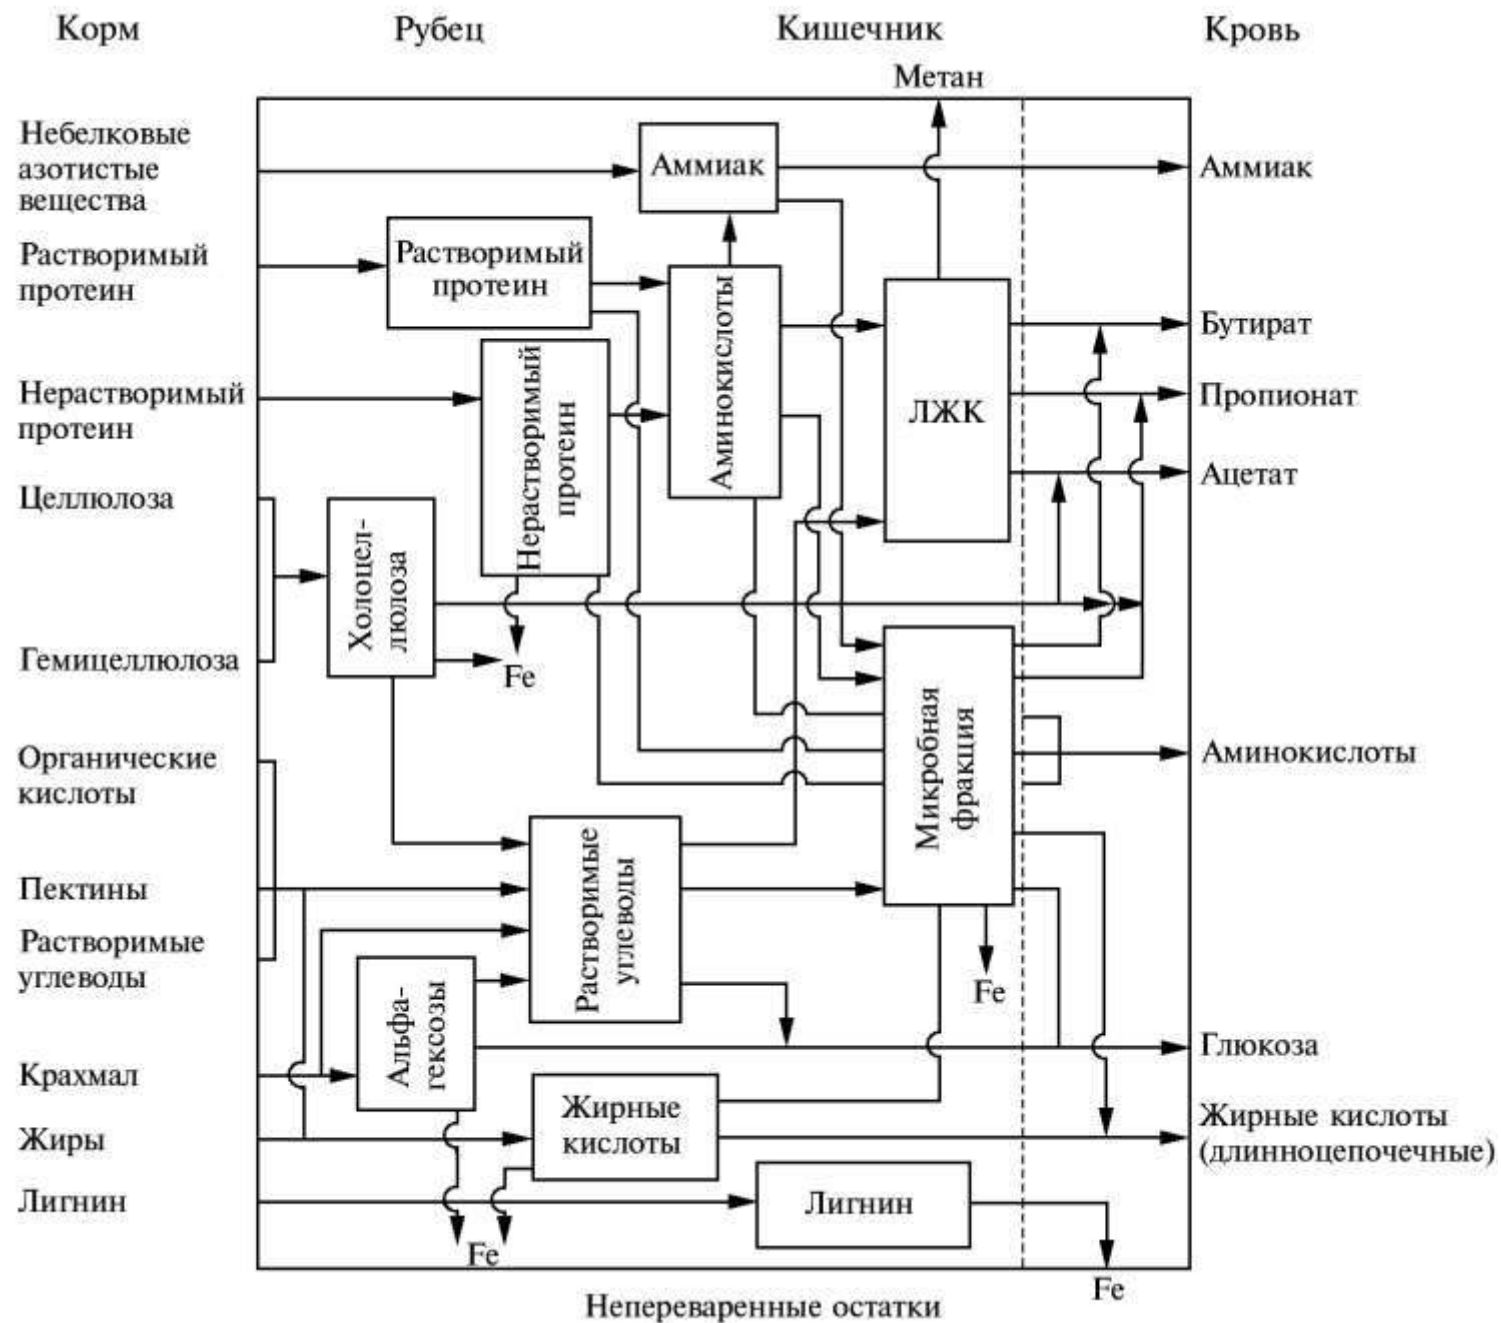 Корм
Рубец
Кишечник
Кровь
Метан
Небелковые
азотистые
вещества
Аммиак
Аммиак
Растворимый
протеин
Растворимый
протеин
Аминокислоты
ЛЖК
Бутират
Нерастворимый
протеин
Нерастворимый
протеин
Пропионат
Ацетат
Целлюлоза
Холоцел-
люлоза
Гемицеллюлоза
Fe
Микробная
фракция
Органические
кислоты
Аминокислоты
Пектины
Растворимые
углеводы
Растворимые
углеводы
Альфа-
гексозы
Fe
Крахмал
Глюкоза
Жиры
Жирные
кислоты
Жирные кислоты
(длинноцепочечные)
Лигнин
Лигнин
Fe
Fe
Непереваренные остатки